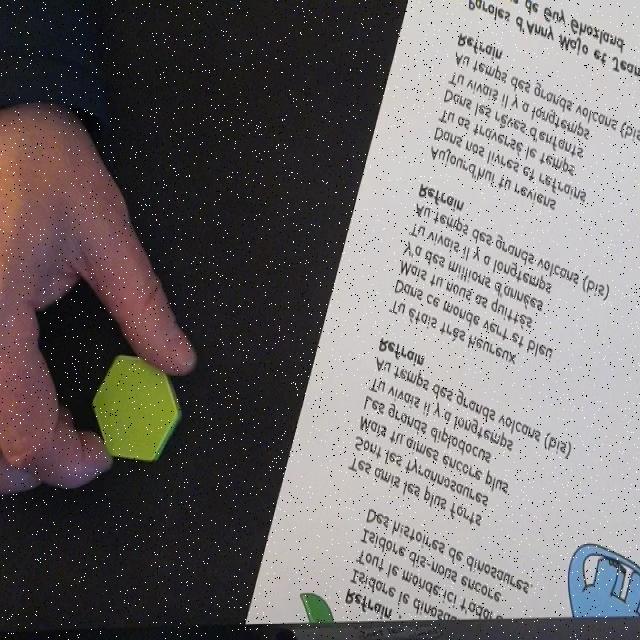 Refrain
Isidore le dinosau
Tout le monde ici t'adore
Isidore dis-nous encore
Des histoires de dinosaures
Tes amis les plus forts
Sont les tyrannosaures
Mais tu aimes encore plus
Les grands diplodocus
Tu vivais il y a longtemps
Au temps des grands volcans (bis)
Refrain
Tu étais très heureux
Dans ce monde vert et bleu
Mais tu nous as quittés
Y'a des millions d'années
Tu vivais il y a longtemps
Au temps des grands volcans (bis)
Refrain
Aujourd'hui tu reviens
Dans nos livres et refrains
Tu as traversé le temps
Dans les rêves d'enfants
Tu vivais il y a longtemps
Au temps des grands volcans (bi
Refrain
Paroles d'Anny Majo et Jean
de Guy Ghozland